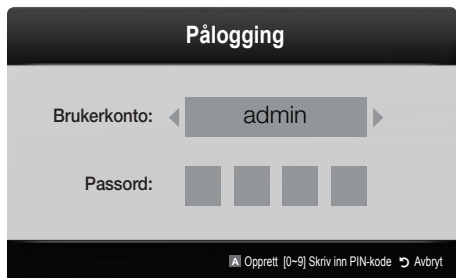 Pålogging
Brukerkonto: admin
Passord:
A Opprett [0~9] Skriv inn PIN-kode Avbryt